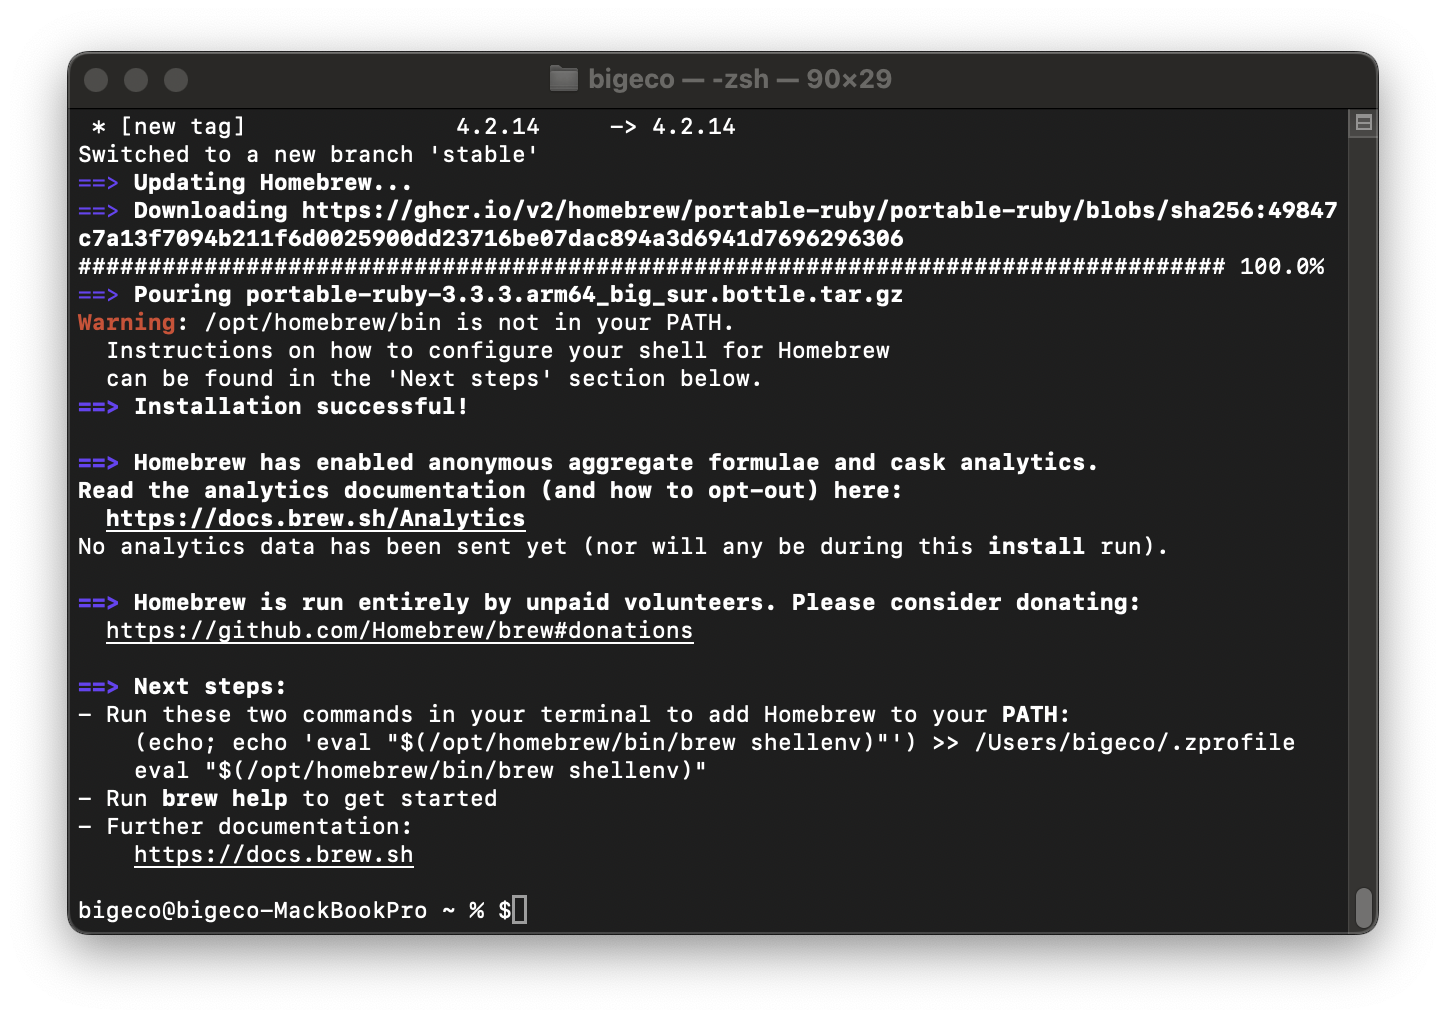 bigeco — -zsh — 90×29
 * [new tag]               4.2.14     -> 4.2.14
Switched to a new branch 'stable'
==> Updating Homebrew...
==> Downloading https://ghcr.io/v2/homebrew/portable-ruby/portable-ruby/blobs/sha256:49847
c7a13f7094b211f6d0025900dd23716be07dac894a3d6941d7696296306
################################################################################## 100.0%
==> Pouring portable-ruby-3.3.3.arm64_big_sur.bottle.tar.gz
Warning: /opt/homebrew/bin is not in your PATH.
  Instructions on how to configure your shell for Homebrew
  can be found in the 'Next steps' section below.
==> Installation successful!

==> Homebrew has enabled anonymous aggregate formulae and cask analytics.
Read the analytics documentation (and how to opt-out) here:
  https://docs.brew.sh/Analytics
No analytics data has been sent yet (nor will any be during this install run).

==> Homebrew is run entirely by unpaid volunteers. Please consider donating:
  https://github.com/Homebrew/brew#donations

==> Next steps:
- Run these two commands in your terminal to add Homebrew to your PATH:
    (echo; echo 'eval "$(/opt/homebrew/bin/brew shellenv)"') >> /Users/bigeco/.zprofile
    eval "$(/opt/homebrew/bin/brew shellenv)"
- Run brew help to get started
- Further documentation:
    https://docs.brew.sh

bigeco@bigeco-MackBookPro ~ % $